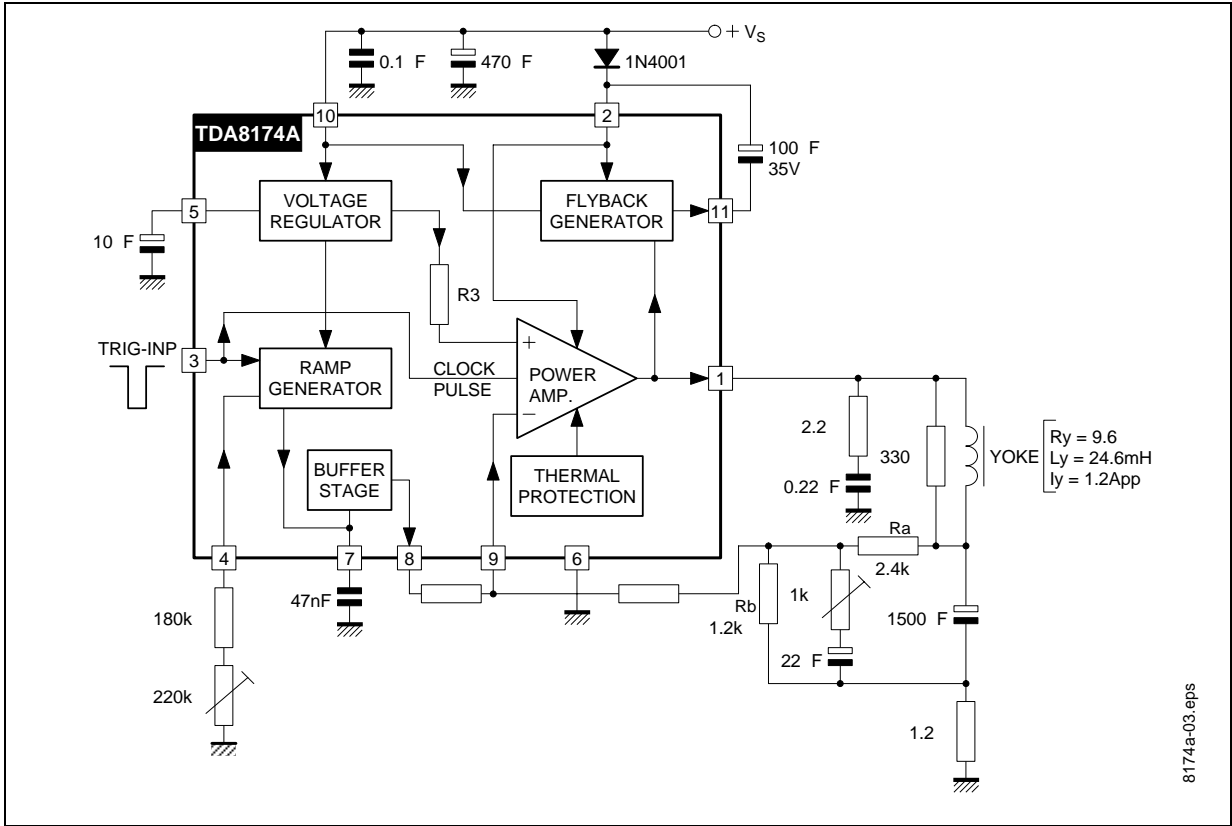 + VS
0.1 F
470 F
1N4001
10
2
TDA8174A
100 F
35V
VOLTAGE
REGULATOR
FLYBACK
GENERATOR
5
11
10 F
R3
TRIG-INP
3
RAMP
GENERATOR
CLOCK
PULSE
+
POWER
AMP.
−
1
BUFFER
STAGE
THERMAL
PROTECTION
2.2
0.22 F
330
YOKE
Ry = 9.6
Ly = 24.6mH
Iy = 1.2App
4
7
8
9
6
Ra
2.4k
47nF
Rb
1.2k
1k
22 F
1500 F
180k
220k
1.2
8174a-03.eps